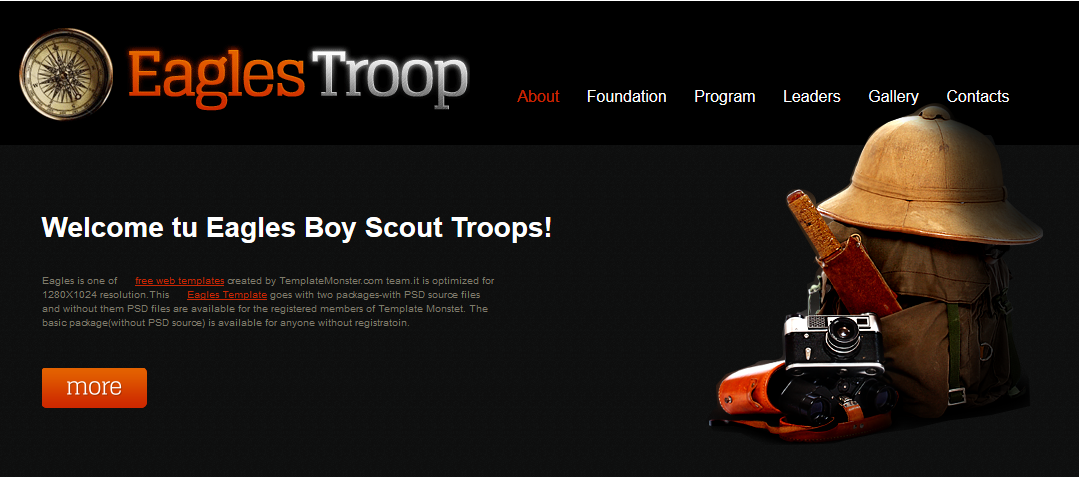 Eagles Troop
About Foundation Program Leaders Gallery Contacts
Welcome tu Eagles Boy Scout Troops!
Eagles is one of free web templates created by TemplateMonster.com team.it is optimized for
1280X1024 resolution.This Eagles Template goes with two packages-with PSD source files
and without them PSD files are available for the registered members of Template Monstet. The
basic package(without PSD source) is available for anyone without registratoin.
more